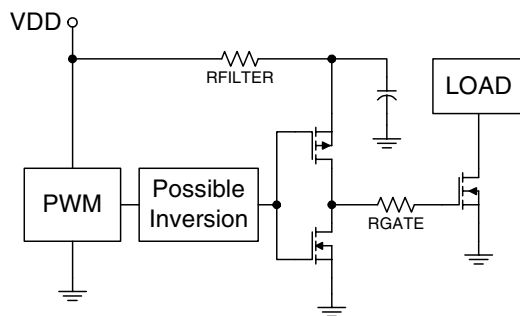 VDD
RFILTER
LOAD
PWM
Possible
Inversion
RGATE